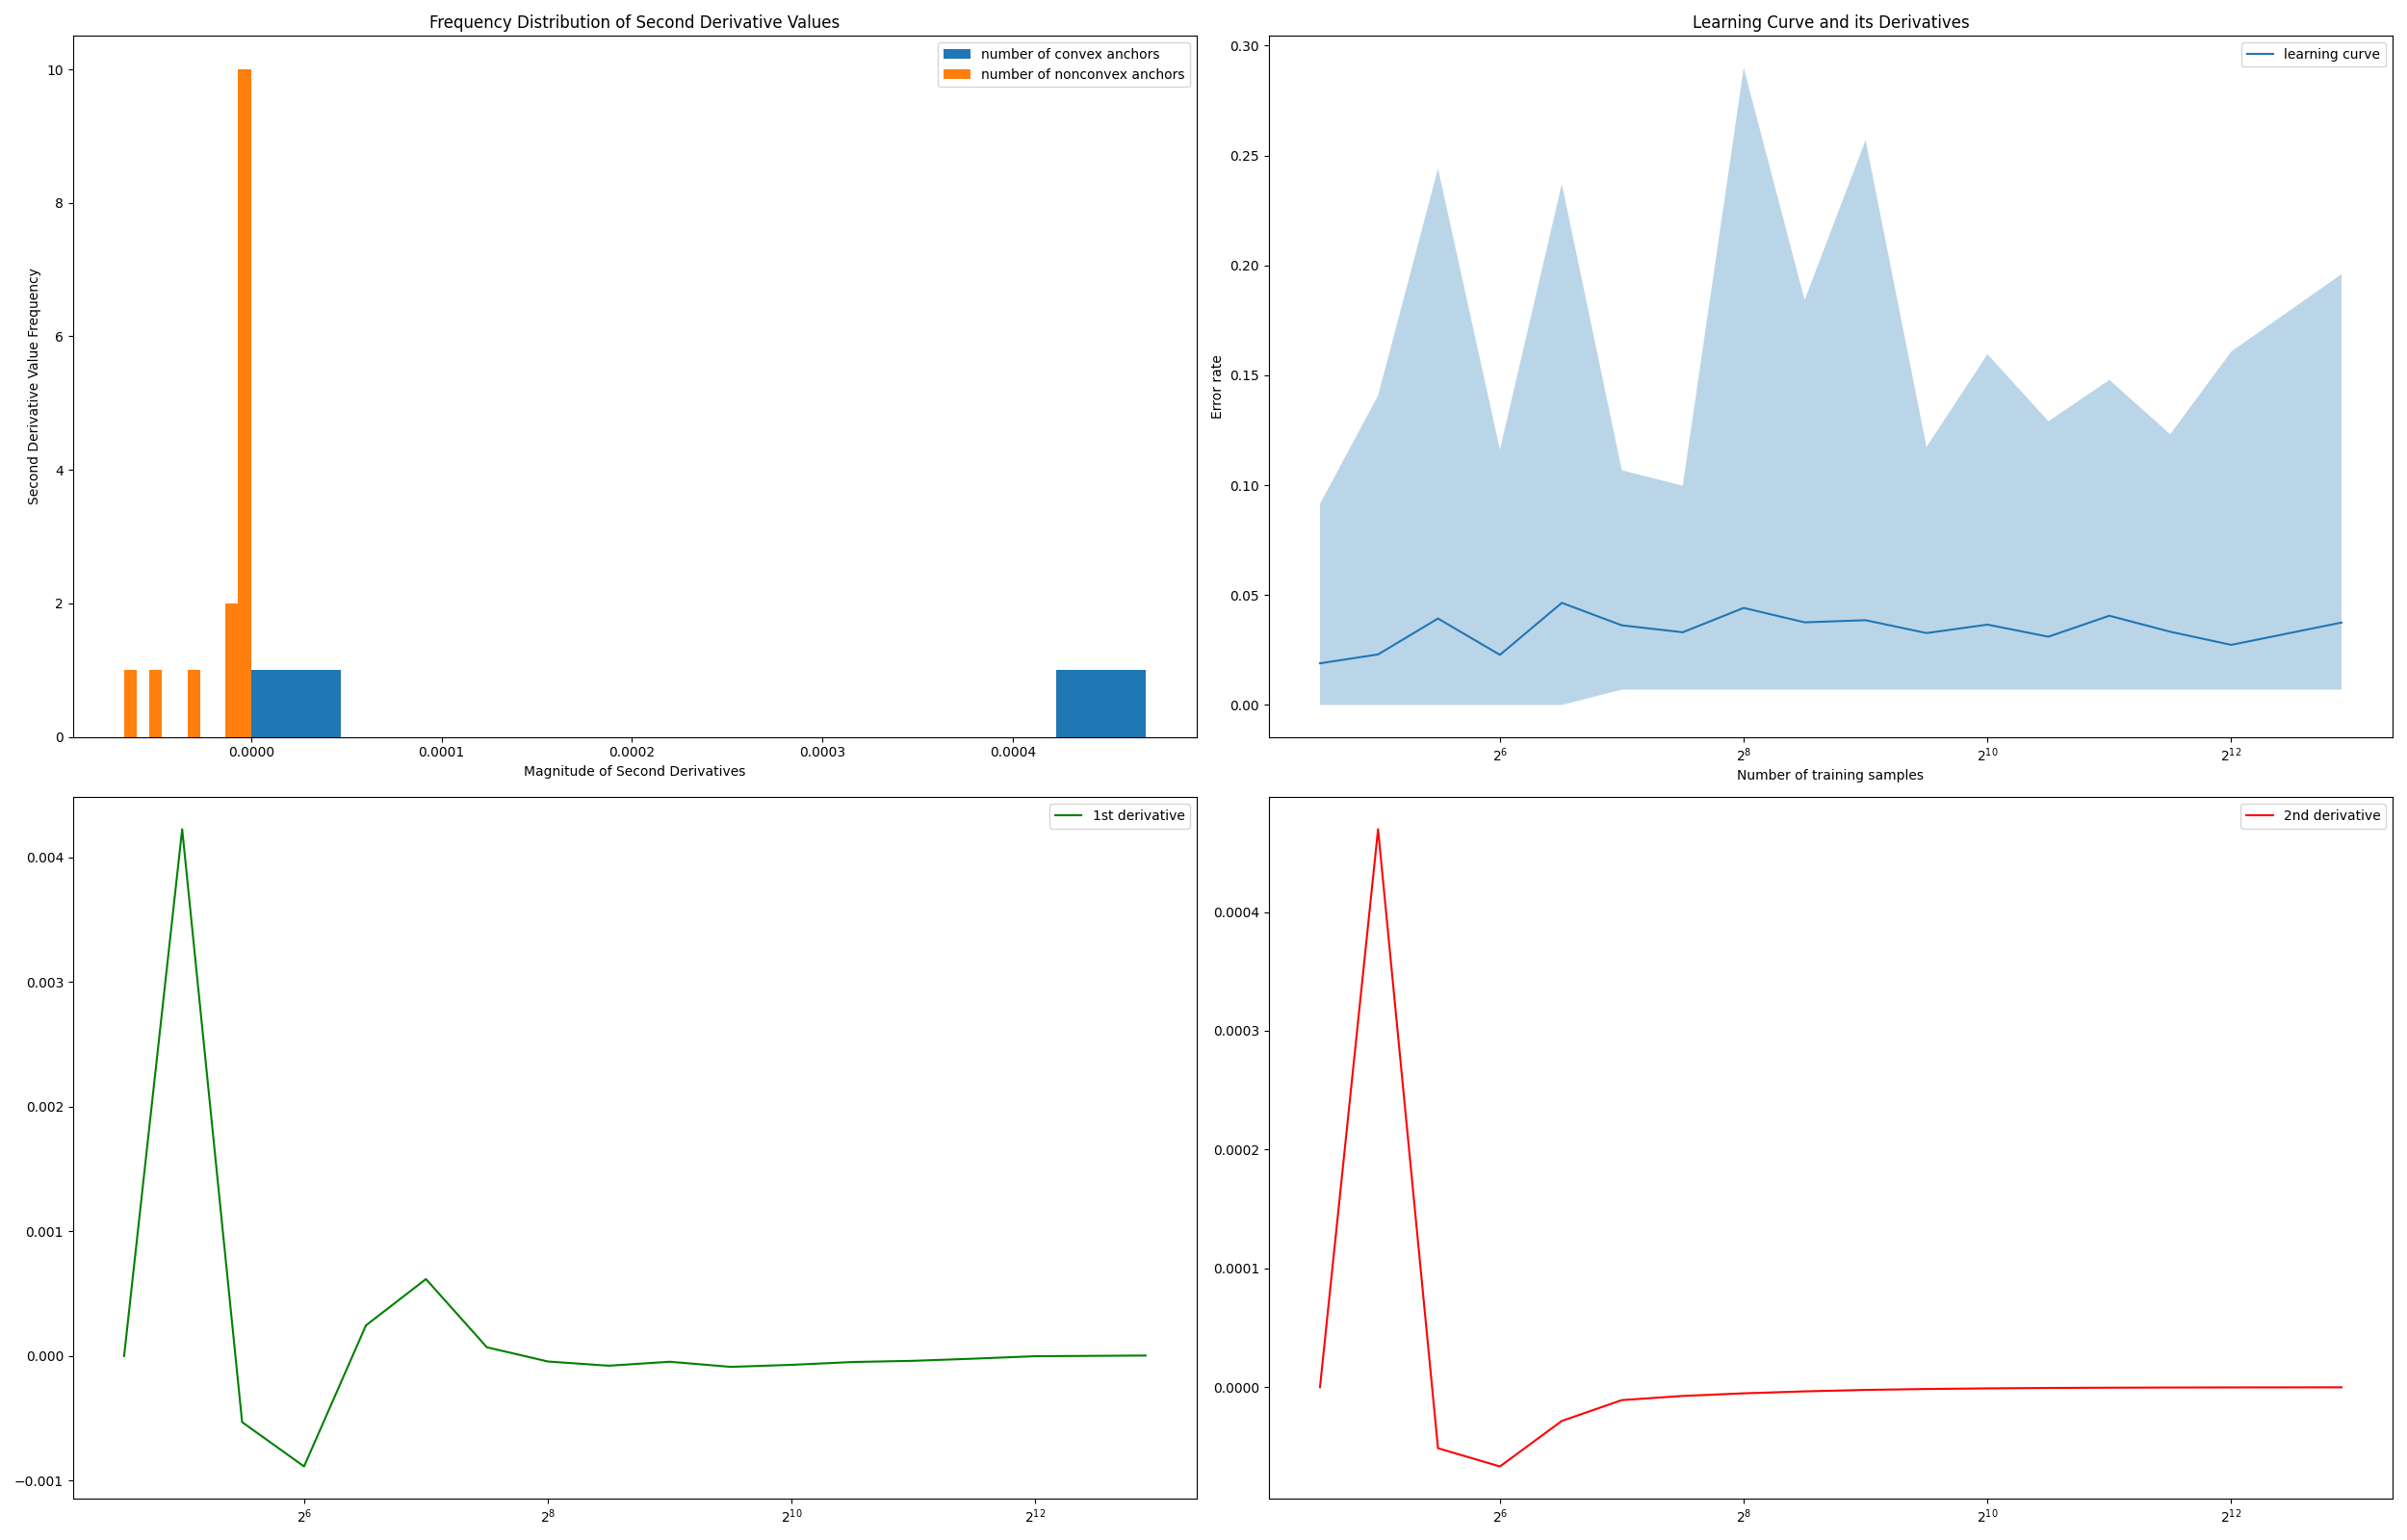 Frequency Distribution of Second Derivative Values
number of convex anchors
number of nonconvex anchors
Second Derivative Value Frequency
10
8
6
4
2
0
0.0000 0.0001 0.0002 0.0003 0.0004
Magnitude of Second Derivatives
Learning Curve and its Derivatives
learning curve
Error rate
0.30
0.25
0.20
0.15
0.10
0.05
0.00
2^6 2^8 2^10 2^12
Number of training samples
1st derivative
0.004
0.003
0.002
0.001
0.000
−0.001
2^6 2^8 2^10 2^12
2nd derivative
0.0004
0.0003
0.0002
0.0001
0.0000
2^6 2^8 2^10 2^12